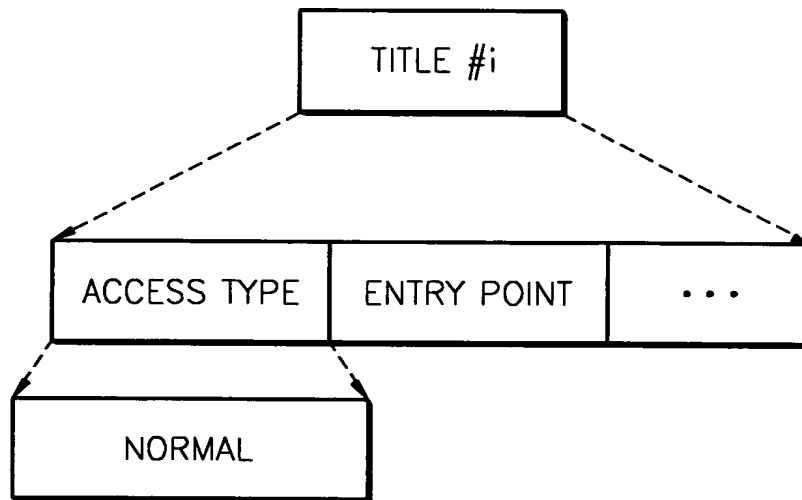 TITLE #i
ACCESS TYPE ENTRY POINT ...
NORMAL